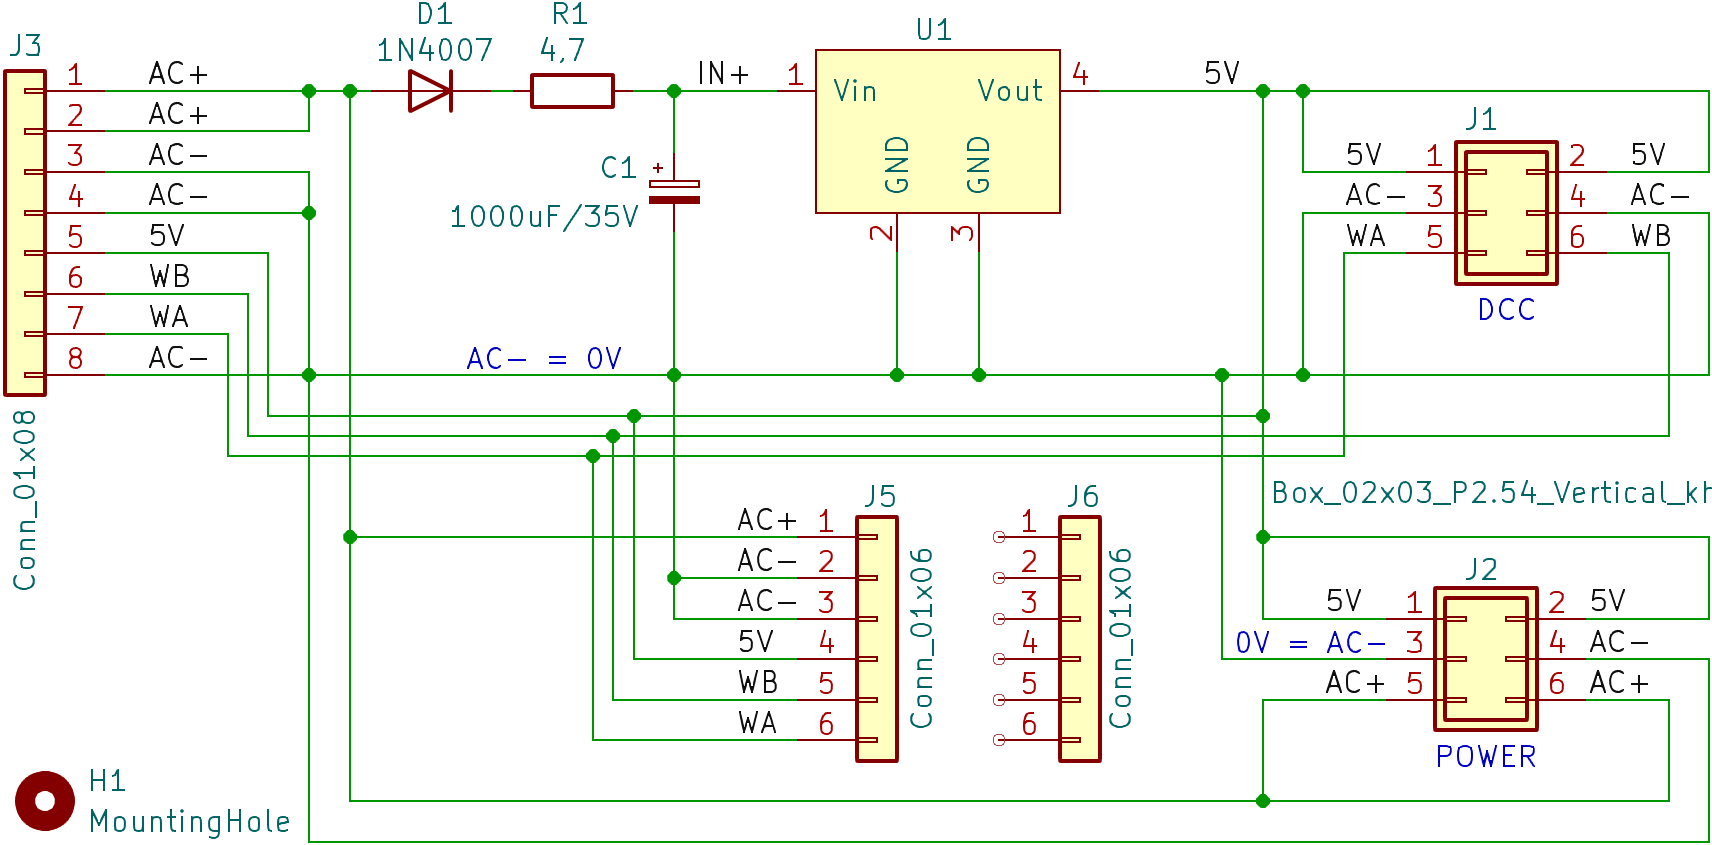 J3
1 AC+
2 AC+
3 AC-
4 AC-
5 5V
6 WB
7 WA
8 AC-
Conn_01x08
D1
1N4007
R1
4,7
IN+
C1
+
1000uF/35V
U1
1 Vin
Vout 4
GND GND
2 3
5V
AC- = 0V
J1
5V 1 2 5V
AC- 3 4 AC-
WA 5 6 WB
DCC
Box_02x03_P2.54_Vertical_kh
J5
AC+ 1
AC- 2
AC- 3
5V 4
WB 5
WA 6
Conn_01x06
J6
1
2
3
4
5
6
Conn_01x06
J2
5V 1 2 5V
0V = AC- 3 4 AC-
AC+ 5 6 AC+
POWER
H1
MountingHole